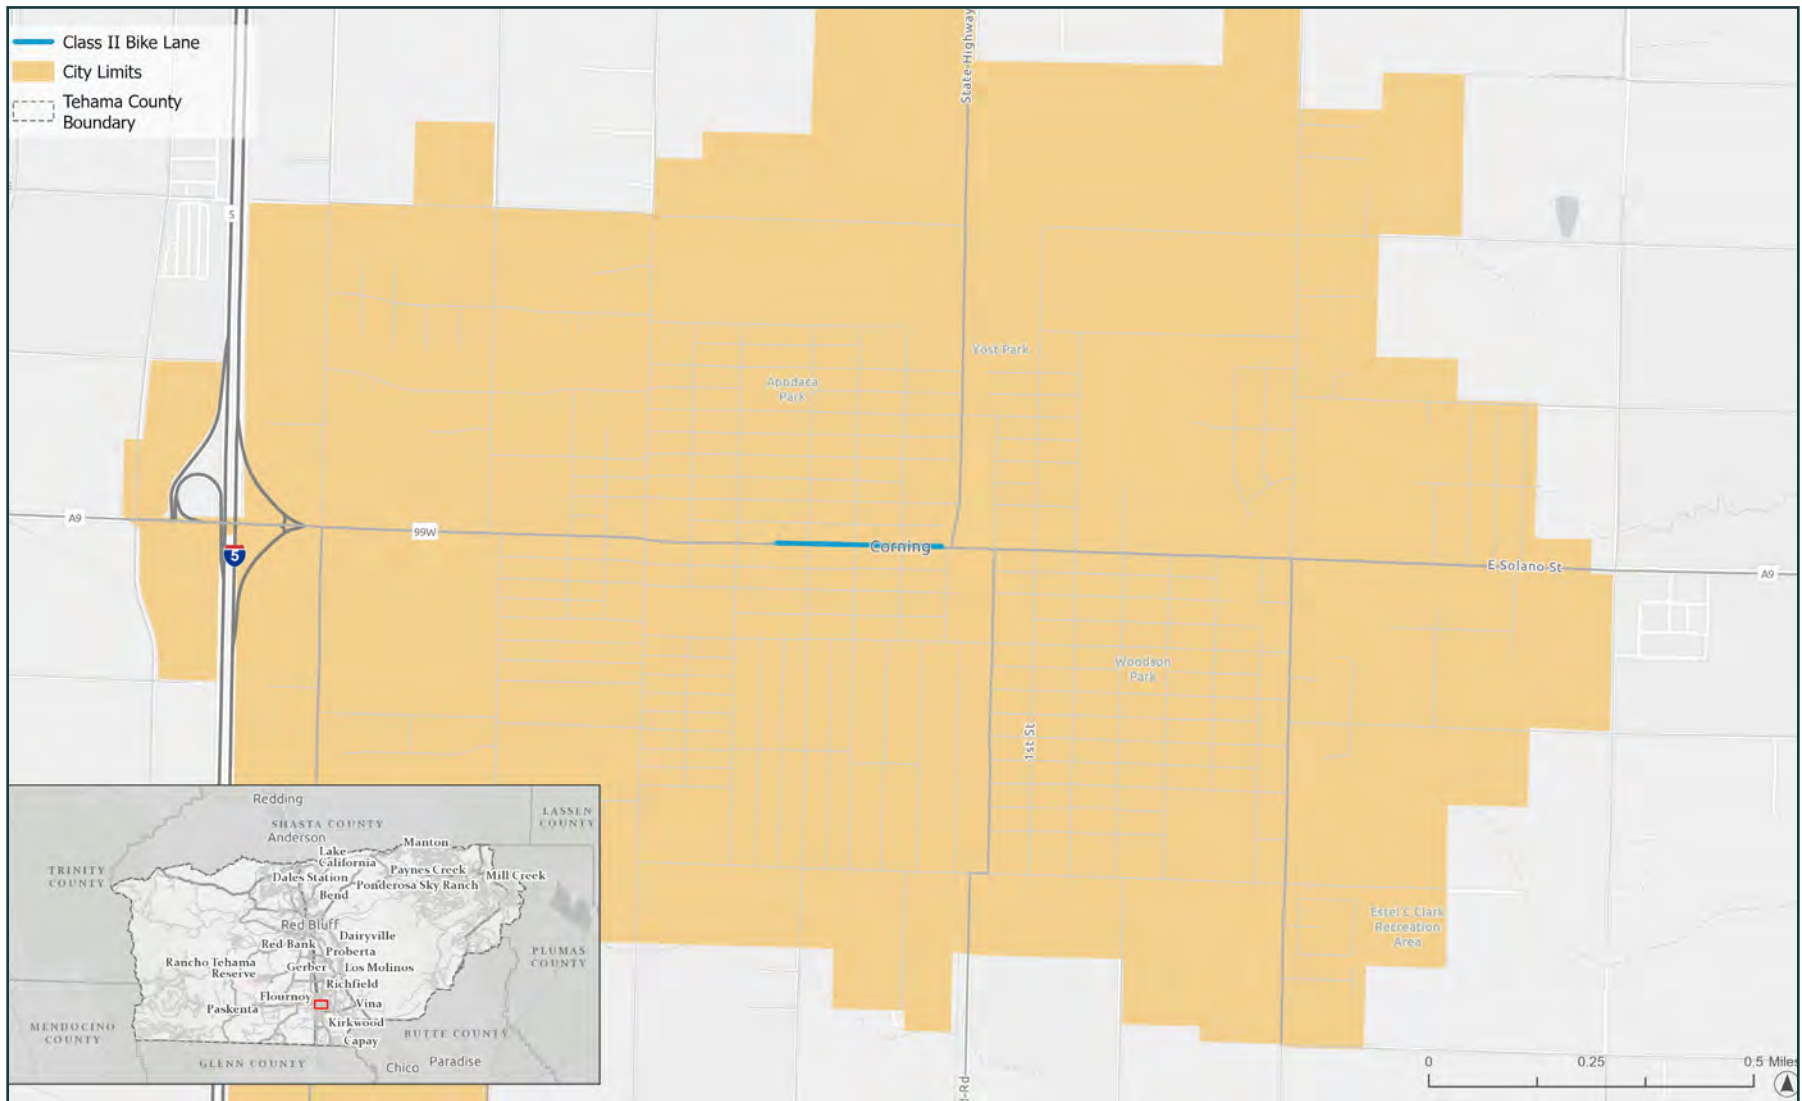 Class II Bike Lane
City Limits
Tehama County
Boundary
State Highway
5
Yost Park
Apodaca
Park
A9
99W
5
Corning
E Solano St
A9
Woodson
Park
1st St
Estel C Clark
Recreation
Area
Redding
SHASTA COUNTY
Anderson
LASSEN
COUNTY
TRINITY
COUNTY
Lake
California
Manton
Dales Station
Paynes Creek
Mill Creek
Ponderosa Sky Ranch
Bend
Red Bluff
Dairyville
Red Bank
Proberta
PLUMAS
COUNTY
Rancho Tehama
Reserve
Gerber
Los Molinos
Richfield
Flournoy
Vina
Paskenta
Kirkwood
MENDOCINO
COUNTY
BUTTE COUNTY
Capay
GLENN COUNTY
Chico
Paradise
-Rd
0 0.25 0.5 Miles